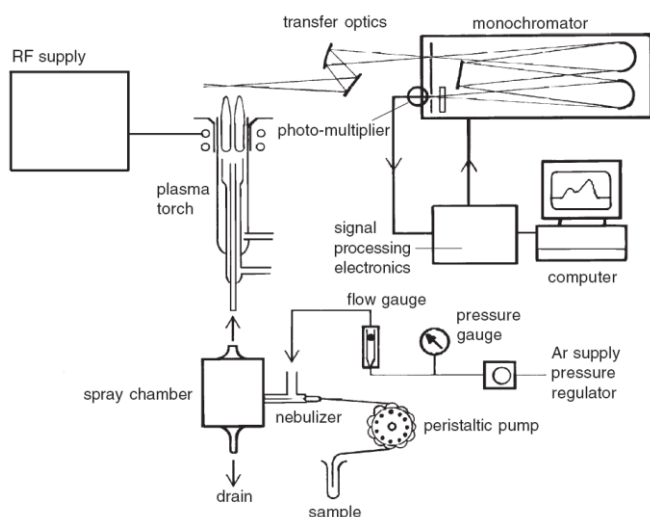 transfer optics
monochromator
RF supply
photo-multiplier
plasma
torch
signal
processing
electronics
computer
flow gauge
pressure
gauge
Ar supply
pressure
regulator
spray chamber
nebulizer
peristaltic pump
drain
sample